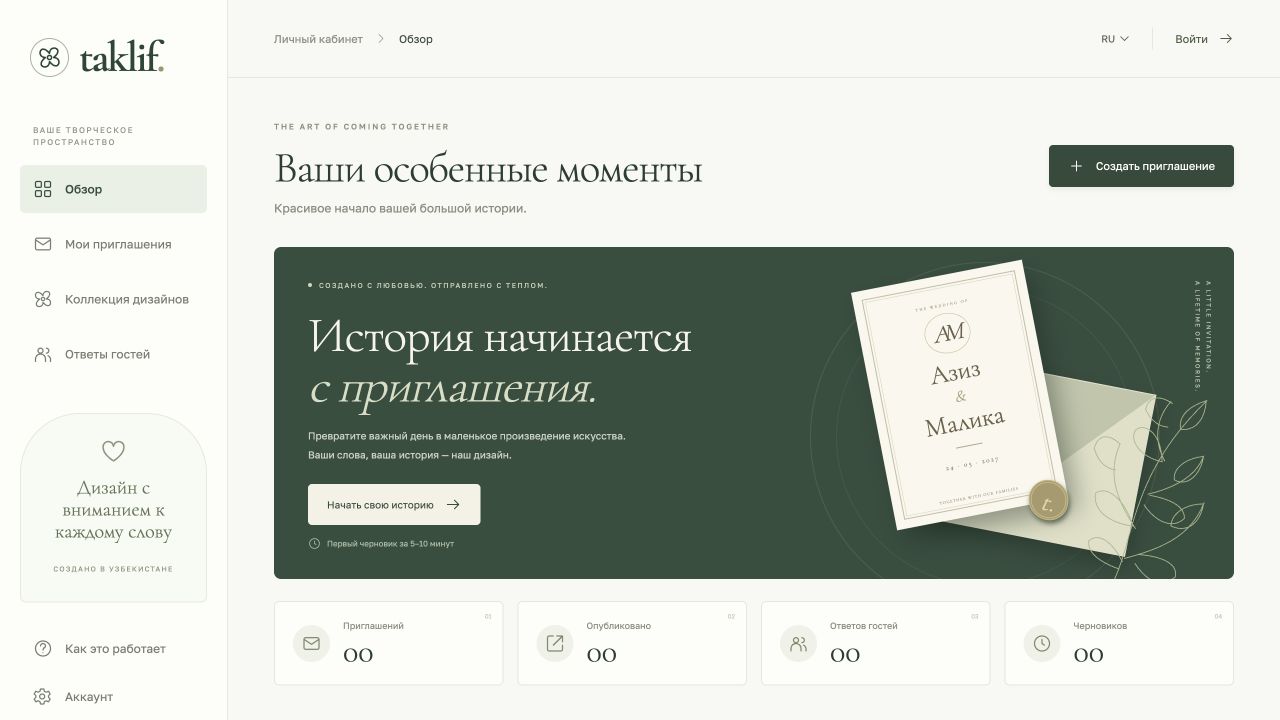 taklif.
ВАШЕ ТВОРЧЕСКОЕ
ПРОСТРАНСТВО
Обзор
Мои приглашения
Коллекция дизайнов
Ответы гостей
Дизайн с
вниманием к
каждому слову
СОЗДАНО В УЗБЕКИСТАНЕ
Как это работает
Аккаунт
Личный кабинет
Обзор
RU
Войти
THE ART OF COMING TOGETHER
Ваши особенные моменты
Красивое начало вашей большой истории.
Создать приглашение
СОЗДАНО С ЛЮБОВЬЮ. ОТПРАВЛЕНО С ТЕПЛОМ.
История начинается
с приглашения.
Превратите важный день в маленькое произведение искусства.
Ваши слова, ваша история — наш дизайн.
Начать свою историю
Первый черновик за 5–10 минут
THE WEDDING OF
AM
Азиз
&
Малика
24 . 05 . 2027
TOGETHER WITH OUR FAMILIES
t.
A LITTLE INVITATION.
A LIFETIME OF MEMORIES.
Приглашений
01
00
Опубликовано
02
00
Ответов гостей
03
00
Черновиков
04
00